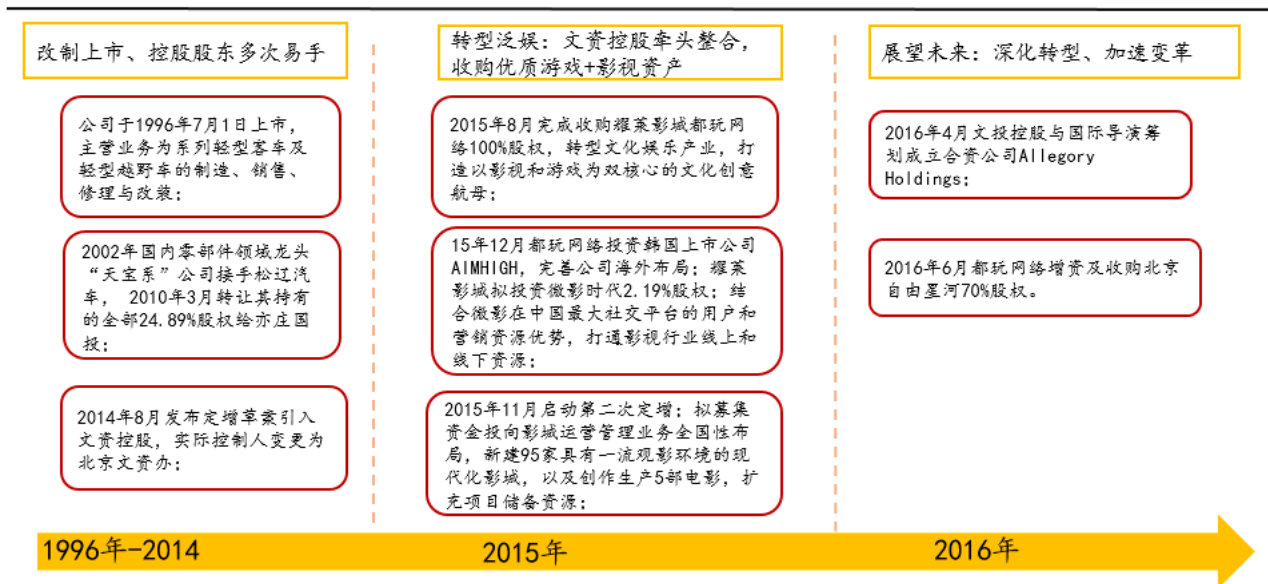 改制上市、控股股东多次易手
公司于1996年7月1日上市，
主营业务为系列轻型客车及
轻型越野车的制造、销售、
修理与改装；
2002年国内零部件领域龙头
“天宝系”公司接手松辽汽
车， 2010年3月转让其持有
的全部24.89%股权给亦庄国
投；
2014年8月发布定增草案引入
文资控股，实际控制人变更为
北京文资办；
1996年-2014
转型泛娱：文资控股牵头整合，
收购优质游戏+影视资产
2015年8月完成收购耀莱影城都玩网
络100%股权，转型文化娱乐产业，打
造以影视和游戏为双核心的文化创意
航母；
15年12月都玩网络投资韩国上市公司
AIMHIGH，完善公司海外布局；耀莱
影城拟投资微影时代2.19%股权；结
合微影在中国最大社交平台的用户和
营销资源优势，打通影视行业线上和
线下资源；
2015年11月启动第二次定增；拟募集
资金投向影城运营管理业务全国性布
局，新建95家具有一流观影环境的现
代化影城，以及创作生产5部电影，扩
充项目储备资源；
2015年
展望未来：深化转型、加速变革
2016年4月文投控股与国际导演筹
划成立合资公司Allegory
Holdings；
2016年6月都玩网络增资及收购北京
自由星河70%股权。
2016年